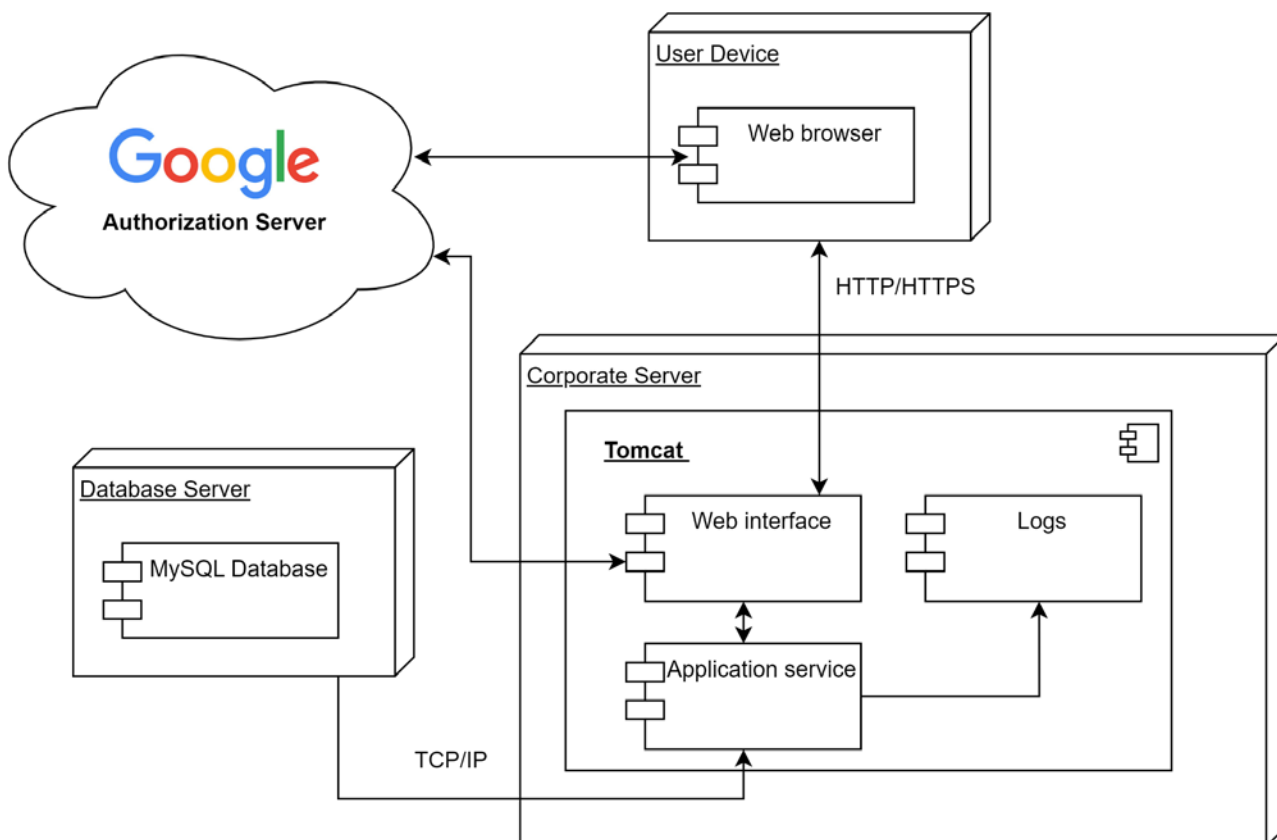 User Device
Web browser
Google
Authorization Server
HTTP/HTTPS
Corporate Server
Tomcat
Database Server
Web interface
Logs
MySQL Database
Application service
TCP/IP